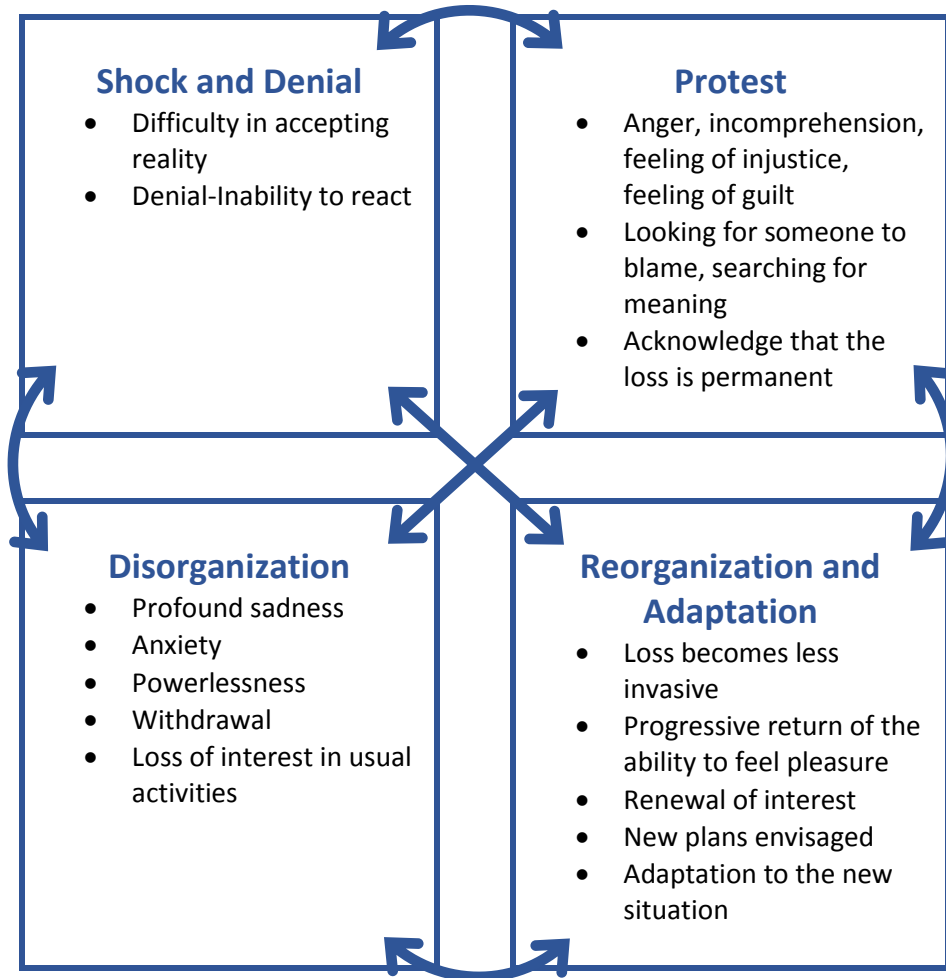 Shock and Denial
• Difficulty in accepting
reality
• Denial-Inability to react
Protest
• Anger, incomprehension,
feeling of injustice,
feeling of guilt
• Looking for someone to
blame, searching for
meaning
• Acknowledge that the
loss is permanent
Disorganization
• Profound sadness
• Anxiety
• Powerlessness
• Withdrawal
• Loss of interest in usual
activities
Reorganization and
Adaptation
• Loss becomes less
invasive
• Progressive return of the
ability to feel pleasure
• Renewal of interest
• New plans envisaged
• Adaptation to the new
situation